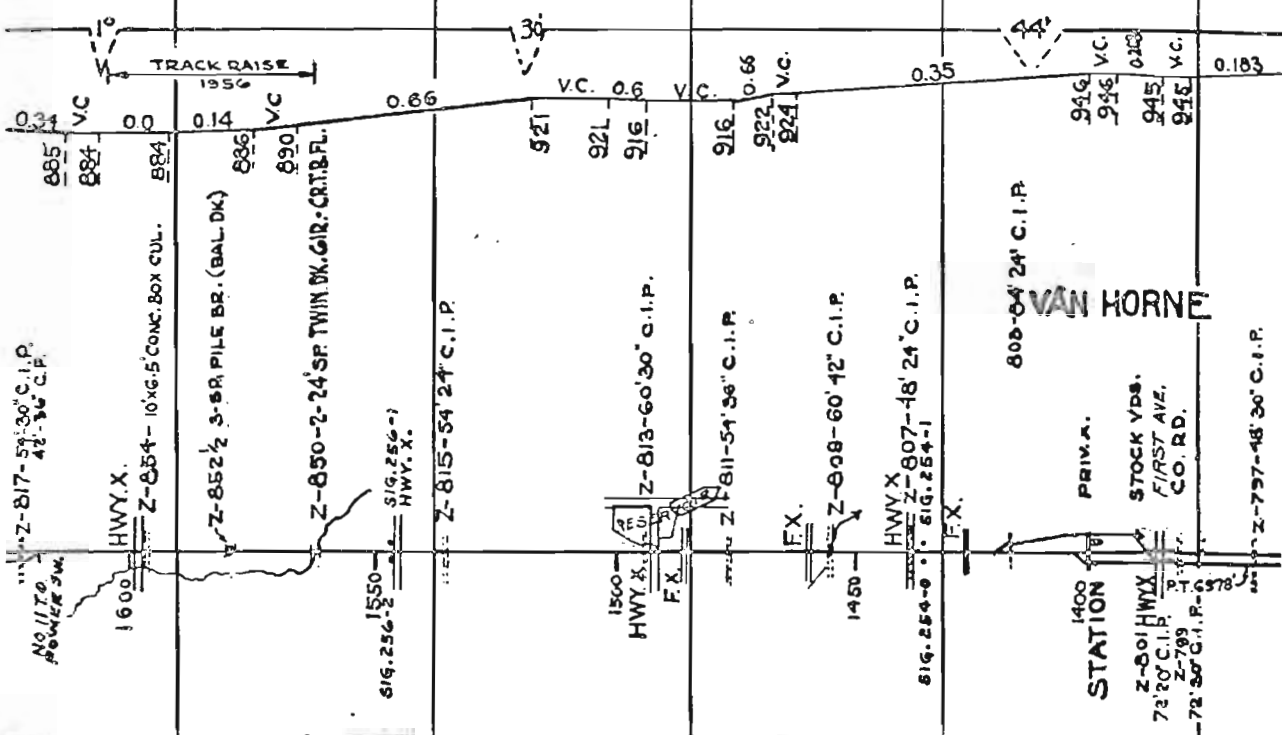 1°
30'
44'
TRACK RAISE
1956
0.34
V.C
0.0
0.14
V.C
0.66
V.C.
0.6
V.C.
0.66
V.C.
0.35
V.C.
V.C.
0.183
885
884
884
886
890
921
921
916
916
922
924
946
946
945
945
Z-817-54'-30" C.I.P.
42'-36" C.P.
HWY.X.
Z-854-10'x6.5' CONC. BOX CUL.
Z-852½ 3-SP. PILE BR. (BAL. DK.)
Z-850-2-24' SP. TWIN DK. GIR.-CR.T.B.FL.
SIG. 256-1
HWY. X.
Z-815-54' 24" C.I.P.
Z-813-60' 30" C.I.P.
RESERVOIR
Z-811-54' 36" C.I.P.
F.X.
Z-808-60' 42" C.I.P.
HWY.X
Z-807-48' 24" C.I.P.
SIG. 254-1
F.X.
808-84' 24' C.I.P.
VAN HORNE
PRIV.X.
STOCK YDS.
FIRST AVE.
CO. RD.
Z-797-48' 30" C.I.P.
NO. 11 T.O.
POWER SW.
1600
1550
SIG. 256-2
1500
HWY.X.
F.X
1450
SIG. 254-0
1400
STATION
Z-801 HWY.X
72' 20" C.I.P.
Z-799
72' 30" C.I.P.
P.T. 6978'